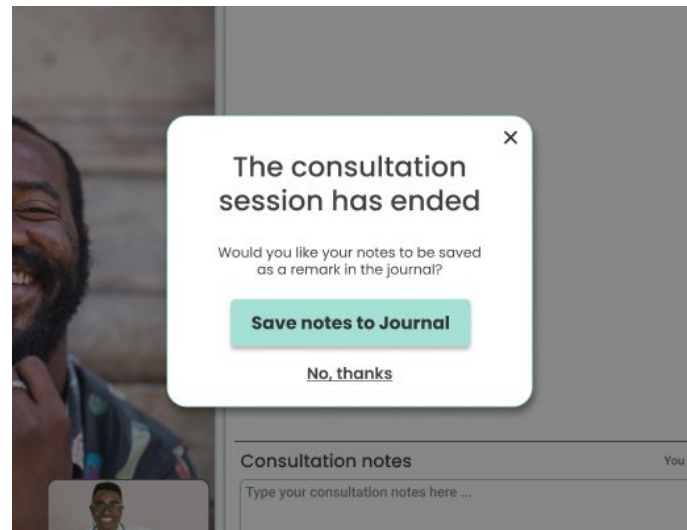 The consultation
session has ended
Would you like your notes to be saved
as a remark in the journal?
Save notes to Journal
No, thanks
Consultation notes
You
Type your consultation notes here ...